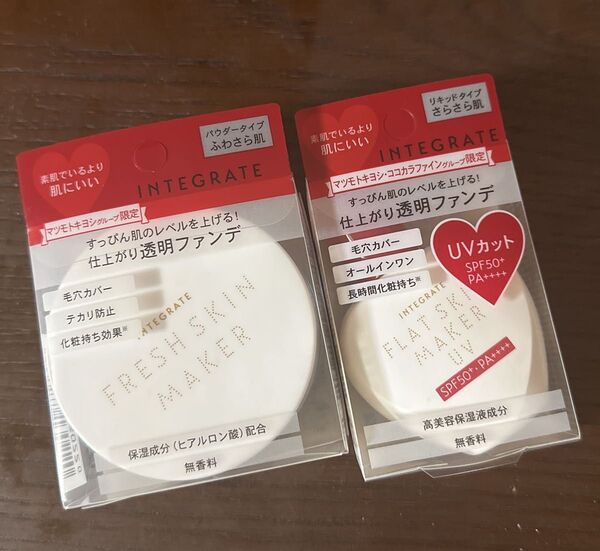 パウダータイプ
ふわさら肌
素肌でいるより
肌にいい
INTEGRATE
マツモトキヨシグループ限定
すっぴん肌のレベルを上げる!
仕上がり透明ファンデ
毛穴カバー
テカリ防止
化粧持ち効果※
INTEGRATE
FRESH SKIN
MAKER
保湿成分(ヒアルロン酸)配合
無香料
リキッドタイプ
さらさら肌
素肌でいるより
肌にいい
INTEGRATE
マツモトキヨシ・ココカラファイングループ限定
すっぴん肌のレベルを上げる!
仕上がり透明ファンデ
毛穴カバー
オールインワン
長時間化粧持ち※
UVカット
SPF50+
PA++++
INTEGRATE
FLAT SKI
MAKER
UV
SPF50+・PA++++
高美容保湿液成分
無香料